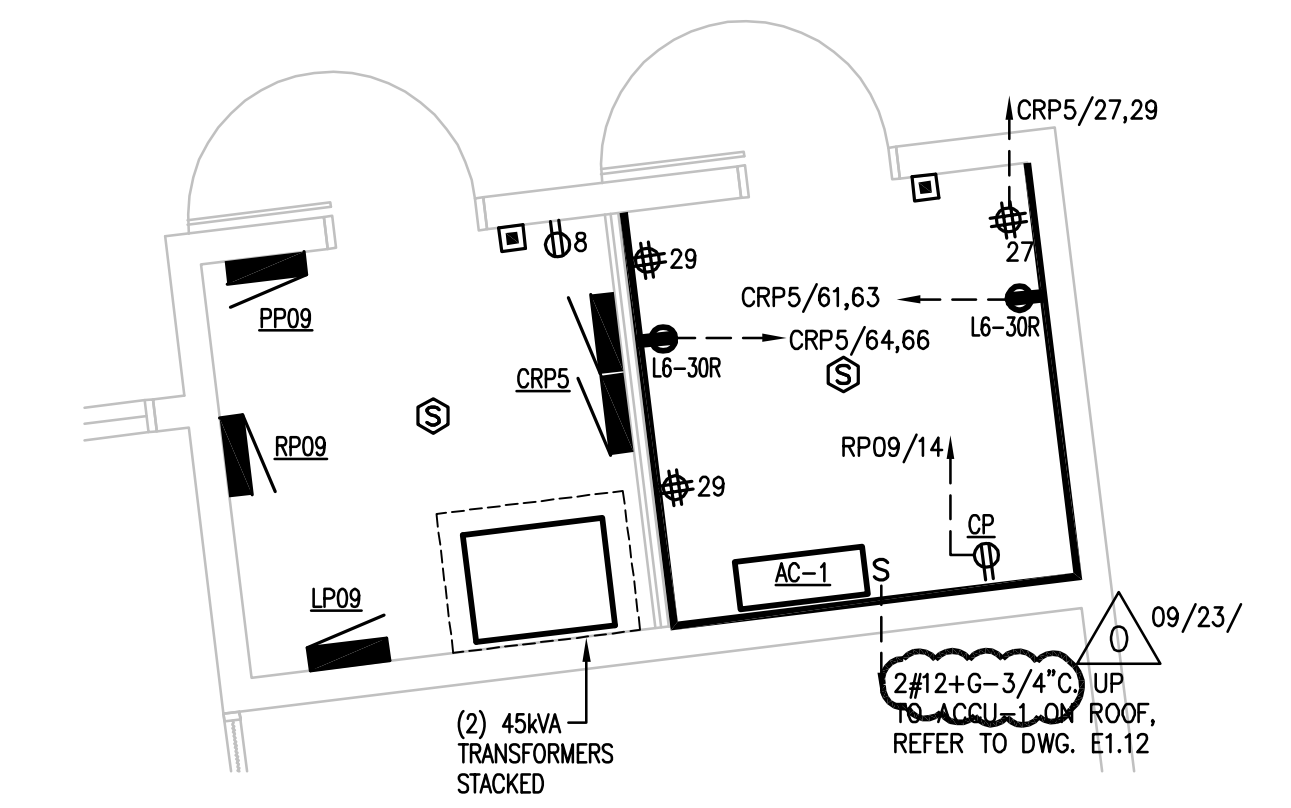 CRP5/27,29
8
27
29
PP09
CRP5/61,63
L6-30R
CRP5/64,66
L6-30R
CRP5
S
S
RP09
RP09/14
29
CP
AC-1
S
LP09
0
09/23/
2#12+G-3/4"C. UP
TO ACCU-1 ON ROOF,
REFER TO DWG. E1.12
(2) 45kVA
TRANSFORMERS
STACKED